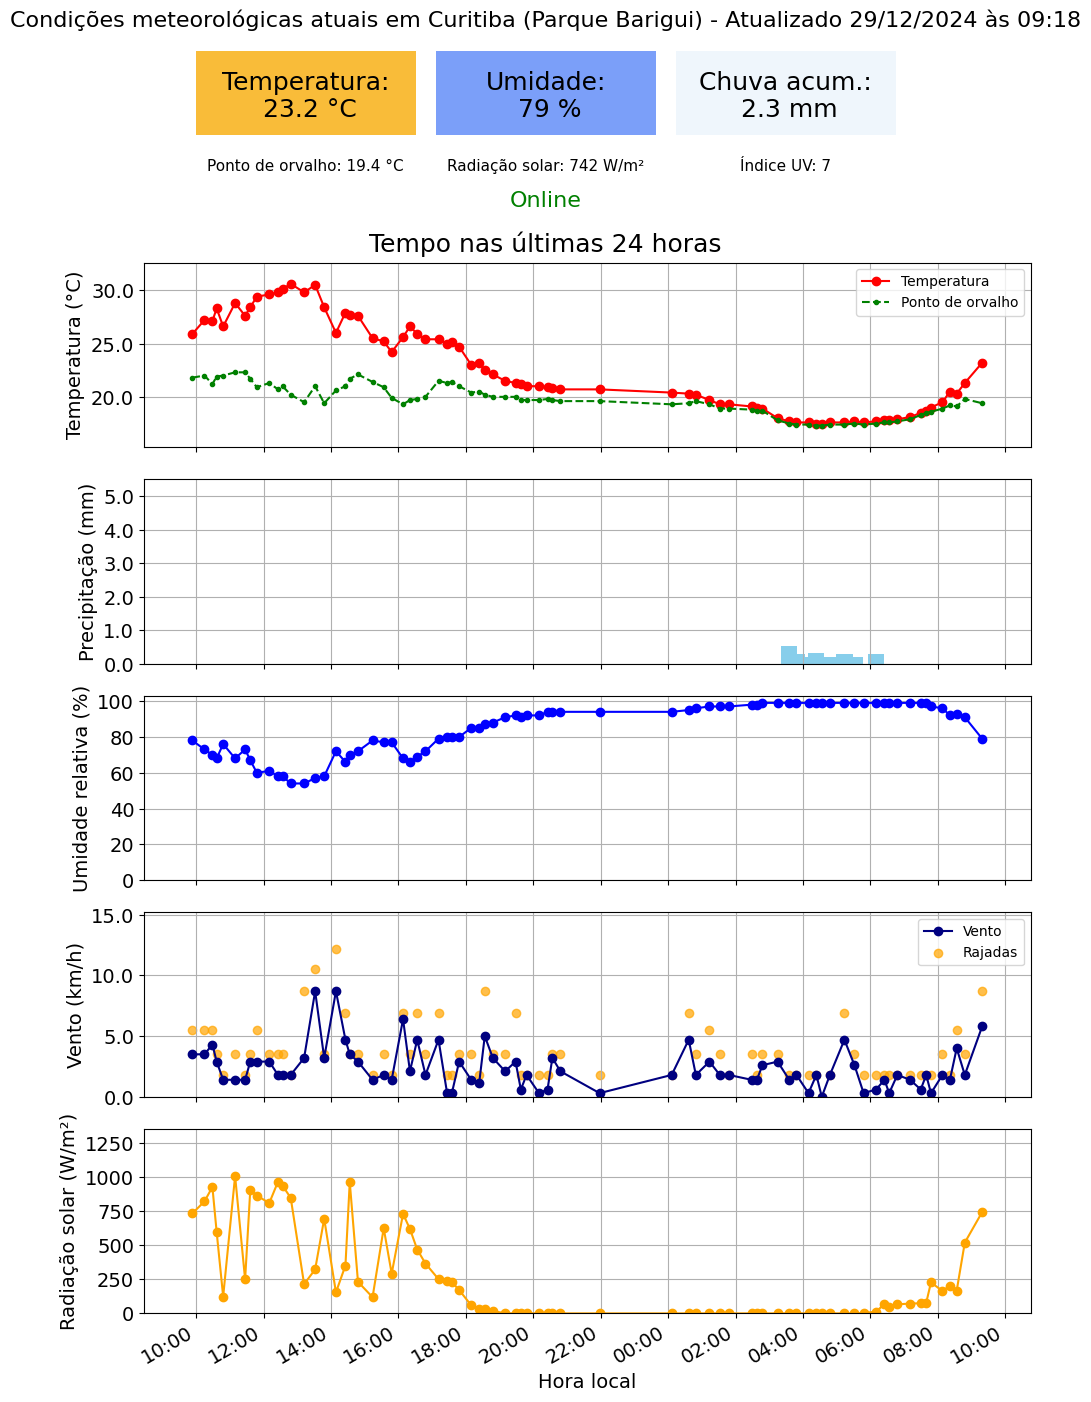 Condições meteorológicas atuais em Curitiba (Parque Barigui) - Atualizado 29/12/2024 às 09:18
Temperatura:
23.2 °C
Umidade:
79 %
Chuva acum.:
2.3 mm
Ponto de orvalho: 19.4 °C
Radiação solar: 742 W/m²
Índice UV: 7
Online
Tempo nas últimas 24 horas
Temperatura (°C)
30.0
25.0
20.0
Temperatura
Ponto de orvalho
Precipitação (mm)
5.0
4.0
3.0
2.0
1.0
0.0
Umidade relativa (%)
100
80
60
40
20
0
Vento (km/h)
15.0
10.0
5.0
0.0
Vento
Rajadas
Radiação solar (W/m²)
1250
1000
750
500
250
0
10:00
12:00
14:00
16:00
18:00
20:00
22:00
00:00
02:00
04:00
06:00
08:00
10:00
Hora local